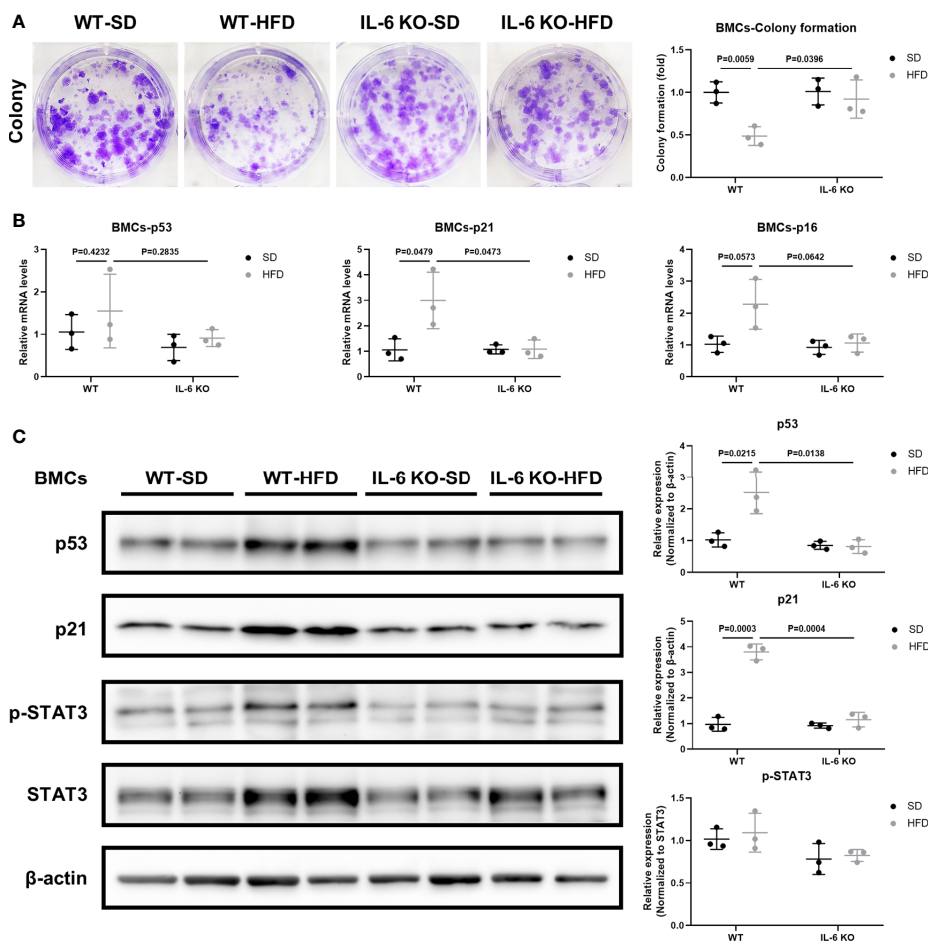 A
WT-SD
WT-HFD
IL-6 KO-SD
IL-6 KO-HFD
Colony
BMCs-Colony formation
Colony formation (fold)
1.5
1.0
0.5
0.0
P=0.0059
P=0.0396
WT
IL-6 KO
SD
HFD
B
BMCs-p53
Relative mRNA levels
3
2
1
0
P=0.4232
P=0.2835
WT
IL-6 KO
SD
HFD
BMCs-p21
Relative mRNA levels
5
4
3
2
1
0
P=0.0479
P=0.0473
WT
IL-6 KO
SD
HFD
BMCs-p16
Relative mRNA levels
4
3
2
1
0
P=0.0573
P=0.0642
WT
IL-6 KO
SD
HFD
C
BMCs
WT-SD
WT-HFD
IL-6 KO-SD
IL-6 KO-HFD
p53
p21
p-STAT3
STAT3
β-actin
p53
Relative expression
(Normalized to β-actin)
4
3
2
1
0
P=0.0215
P=0.0138
WT
IL-6 KO
SD
HFD
p21
Relative expression
(Normalized to β-actin)
5
4
3
2
1
0
P=0.0003
P=0.0004
WT
IL-6 KO
SD
HFD
p-STAT3
Relative expression
(Normalized to STAT3)
1.5
1.0
0.5
0.0
WT
IL-6 KO
SD
HFD